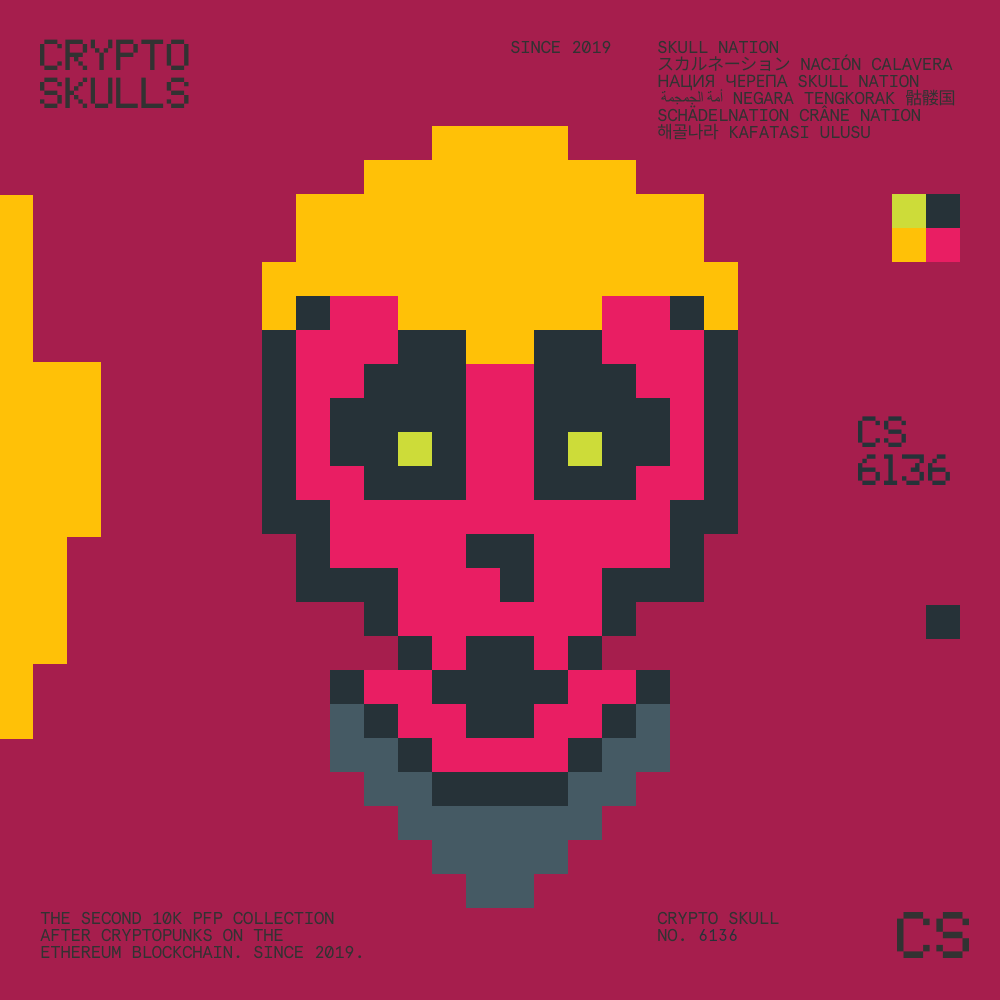 CRYPTO
SKULLS
SINCE 2019
SKULL NATION
スカルネーション NACIÓN CALAVERA
НАЦИЯ ЧЕРЕПА SKULL NATION
أمة الجمجمة NEGARA TENGKORAK 骷髅国
SCHÄDELNATION CRÂNE NATION
해골나라 KAFATASI ULUSU
CS
6136
THE SECOND 10K PFP COLLECTION
AFTER CRYPTOPUNKS ON THE
ETHEREUM BLOCKCHAIN. SINCE 2019.
CRYPTO SKULL
NO. 6136
CS